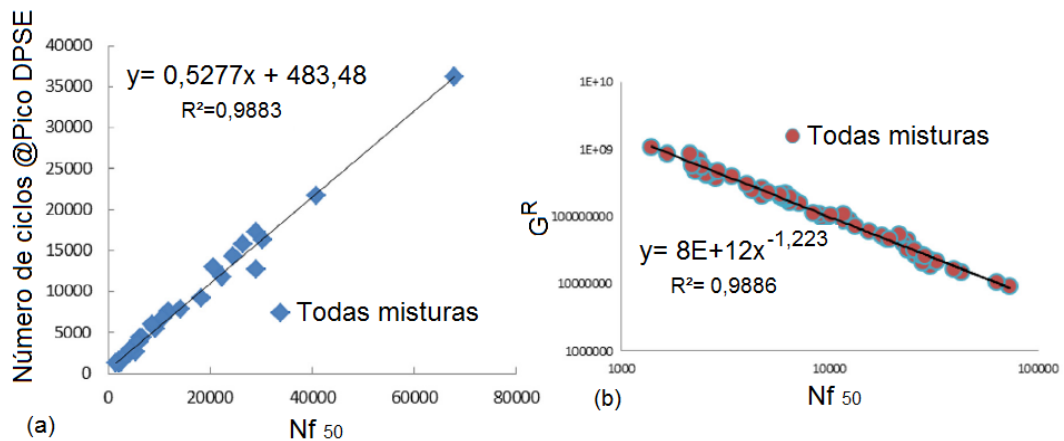 Número de ciclos @Pico DPSE
40000
35000
30000
25000
20000
15000
10000
5000
0
y= 0,5277x + 483,48
R²=0,9883
Todas misturas
0 20000 40000 60000 80000
(a)
Nf 50
G^R
1E+10
1E+09
100000000
10000000
1000000
Todas misturas
y= 8E+12x^-1,223
R²= 0,9886
1000 10000 100000
(b)
Nf 50